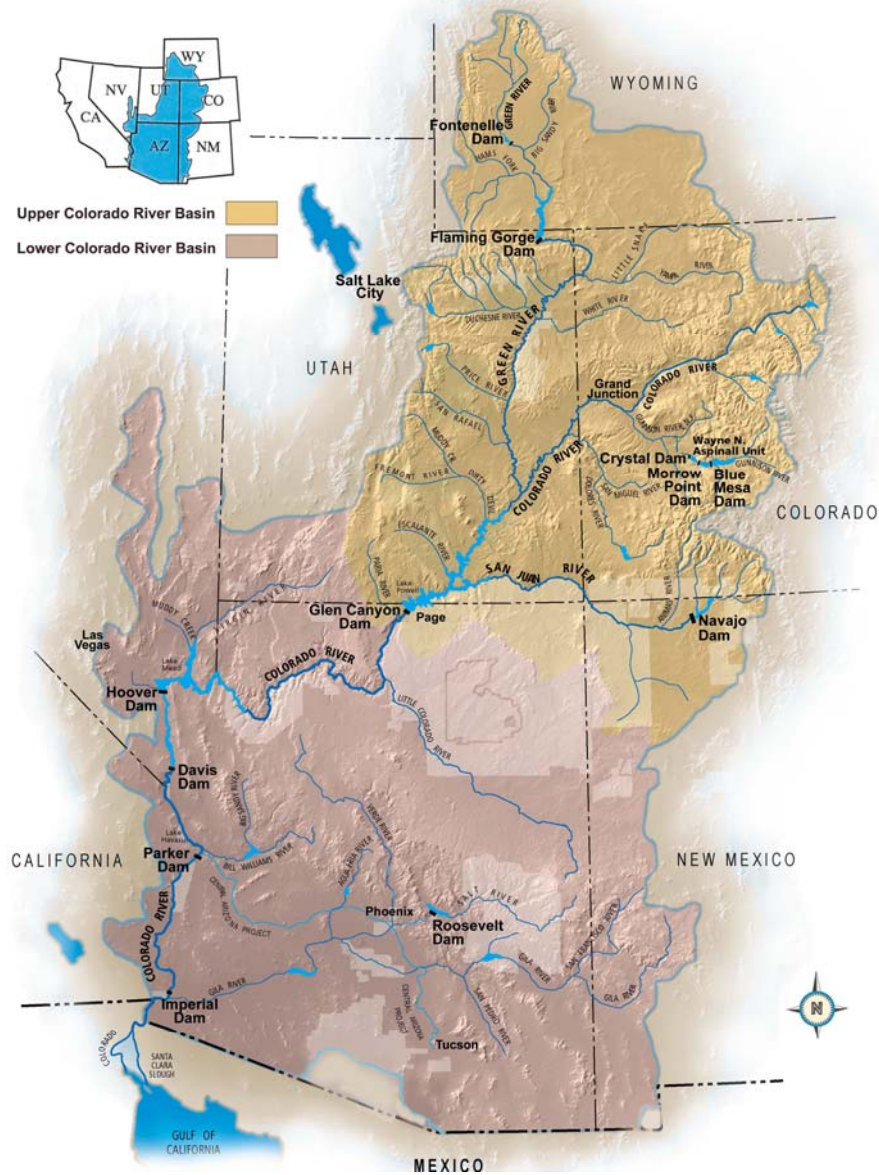 WY
NV
UT
CO
CA
AZ
NM
Upper Colorado River Basin
Lower Colorado River Basin
WYOMING
GREEN RIVER
BIG SANDY RIVER
Fontenelle
Dam
HAMS FORK
Flaming Gorge
Dam
LITTLE SNAKE
YAMPA RIVER
Salt Lake
City
DUCHESNE RIVER
WHITE RIVER
GREEN RIVER
UTAH
PRICE RIVER
SAN RAFAEL
MUDDY CR.
FREMONT RIVER
DIRTY DEVIL
Grand
Junction
COLORADO RIVER
GUNNISON RIVER
Wayne N.
Aspinall Unit
Crystal Dam
GUNNISON RIVER
Morrow
Point
Dam
Blue
Mesa
Dam
COLORADO RIVER
DOLORES RIVER
SAN MIGUEL RIVER
COLORADO
ESCALANTE RIVER
PARIA RIVER
SAN JUAN RIVER
ANIMAS RIVER
Lake
Powell
Glen Canyon
Dam
Page
Navajo
Dam
MUDDY CREEK
VIRGIN RIVER
Las
Vegas
Lake
Mead
Hoover
Dam
COLORADO RIVER
LITTLE COLORADO RIVER
Davis
Dam
BIG SANDY RIVER
VERDE RIVER
Lake
Havasu
CALIFORNIA
Parker
Dam
BILL WILLIAMS RIVER
AGUA FRIA RIVER
NEW MEXICO
CENTRAL ARIZONA PROJECT
COLORADO RIVER
Phoenix
SALT RIVER
Roosevelt
Dam
SAN FRANCISCO RIVER
GILA RIVER
GILA RIVER
GILA RIVER
Imperial
Dam
CENTRAL ARIZONA
PROJECT
SAN PEDRO RIVER
Tucson
N
COLORADO
SANTA
CLARA
SLOUGH
GULF OF
CALIFORNIA
MEXICO